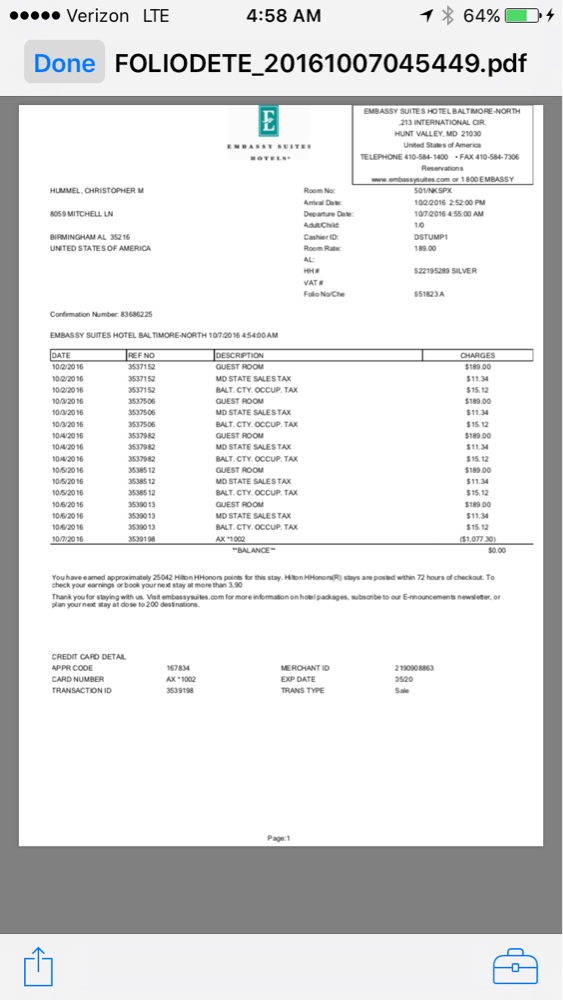 Verizon LTE 4:58 AM 64%
Done FOLIODETE_20161007045449.pdf
E
EMBASSY SUITES
HOTELS®
EMBASSY SUITES HOTEL BALTIMORE-NORTH
213 INTERNATIONAL CIR.
HUNT VALLEY, MD 21030
United States of America
TELEPHONE 410-584-1400 • FAX 410-584-7306
Reservations
www.embassysuites.com or 1 800 EMBASSY
HUMMEL, CHRISTOPHER M
8059 MITCHELL LN
BIRMINGHAM AL 35216
UNITED STATES OF AMERICA
Room No: 501/NKSPX
Arrival Date: 10/2/2016 2:52:00 PM
Departure Date: 10/7/2016 4:55:00 AM
Adult/Child: 1/0
Cashier ID: DSTUMP1
Room Rate: 189.00
AL:
HH # 522195289 SILVER
VAT #
Folio No/Che 551823 A
Confirmation Number: 83686225
EMBASSY SUITES HOTEL BALTIMORE-NORTH 10/7/2016 4:54:00 AM
DATE REF NO DESCRIPTION CHARGES
10/2/2016 3537152 GUEST ROOM $189.00
10/2/2016 3537152 MD STATE SALES TAX $11.34
10/2/2016 3537152 BALT. CTY. OCCUP. TAX $15.12
10/3/2016 3537506 GUEST ROOM $189.00
10/3/2016 3537506 MD STATE SALES TAX $11.34
10/3/2016 3537506 BALT. CTY. OCCUP. TAX $15.12
10/4/2016 3537982 GUEST ROOM $189.00
10/4/2016 3537982 MD STATE SALES TAX $11.34
10/4/2016 3537982 BALT. CTY. OCCUP. TAX $15.12
10/5/2016 3538512 GUEST ROOM $189.00
10/5/2016 3538512 MD STATE SALES TAX $11.34
10/5/2016 3538512 BALT. CTY. OCCUP. TAX $15.12
10/6/2016 3539013 GUEST ROOM $189.00
10/6/2016 3539013 MD STATE SALES TAX $11.34
10/6/2016 3539013 BALT. CTY. OCCUP. TAX $15.12
10/7/2016 3539198 AX *1002 ($1,077.30)
**BALANCE** $0.00
You have earned approximately 25042 Hilton HHonors points for this stay. Hilton HHonors(R) stays are posted within 72 hours of checkout. To
check your earnings or book your next stay at more than 3,90
Thank you for staying with us. Visit embassysuites.com for more information on hotel packages, subscribe to our E-nnouncements newsletter, or
plan your next stay at close to 200 destinations.
CREDIT CARD DETAIL
APPR CODE 167834 MERCHANT ID 2190908863
CARD NUMBER AX *1002 EXP DATE 05/20
TRANSACTION ID 3539198 TRANS TYPE Sale
Page:1